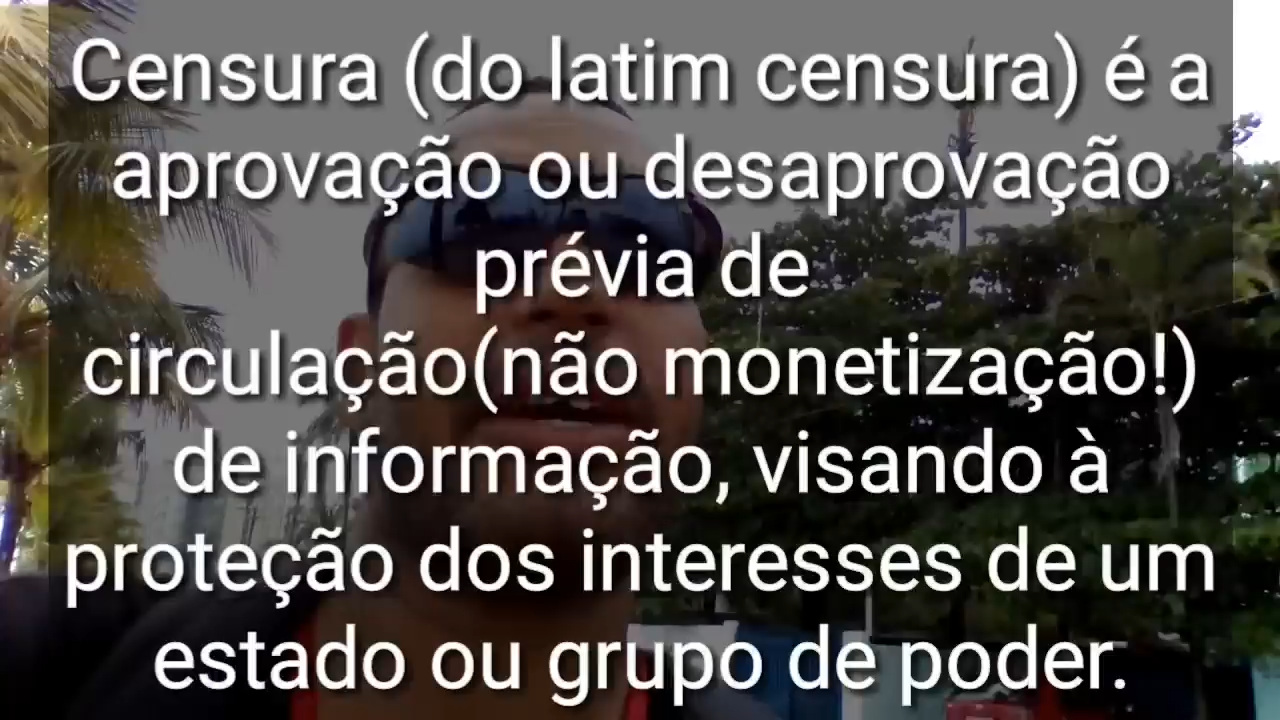 Censura (do latim censura) é a
aprovação ou desaprovação
prévia de
circulação(não monetização!)
de informação, visando à
proteção dos interesses de um
estado ou grupo de poder.